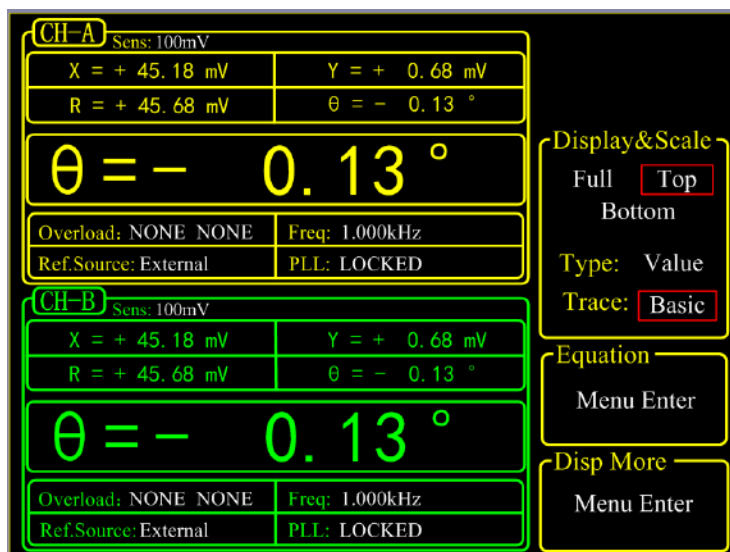 CH-A Sens: 100mV
X = + 45.18 mV Y = + 0.68 mV
R = + 45.68 mV θ = - 0.13 °
θ = - 0.13 °
Overload: NONE NONE Freq: 1.000kHz
Ref.Source: External PLL: LOCKED
CH-B Sens: 100mV
X = + 45.18 mV Y = + 0.68 mV
R = + 45.68 mV θ = - 0.13 °
θ = - 0.13 °
Overload: NONE NONE Freq: 1.000kHz
Ref.Source: External PLL: LOCKED
Display&Scale
Full Top
Bottom
Type: Value
Trace: Basic
Equation
Menu Enter
Disp More
Menu Enter